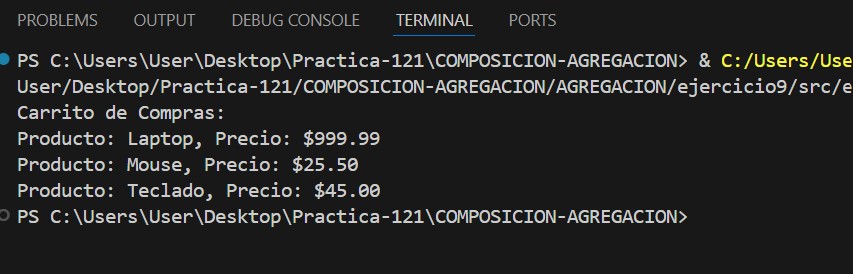 PROBLEMS OUTPUT DEBUG CONSOLE TERMINAL PORTS
PS C:\Users\User\Desktop\Practica-121\COMPOSICION-AGREGACION> & C:/Users/Use
User/Desktop/Practica-121/COMPOSICION-AGREGACION/AGREGACION/ejercicio9/src/e
Carrito de Compras:
Producto: Laptop, Precio: $999.99
Producto: Mouse, Precio: $25.50
Producto: Teclado, Precio: $45.00
PS C:\Users\User\Desktop\Practica-121\COMPOSICION-AGREGACION>